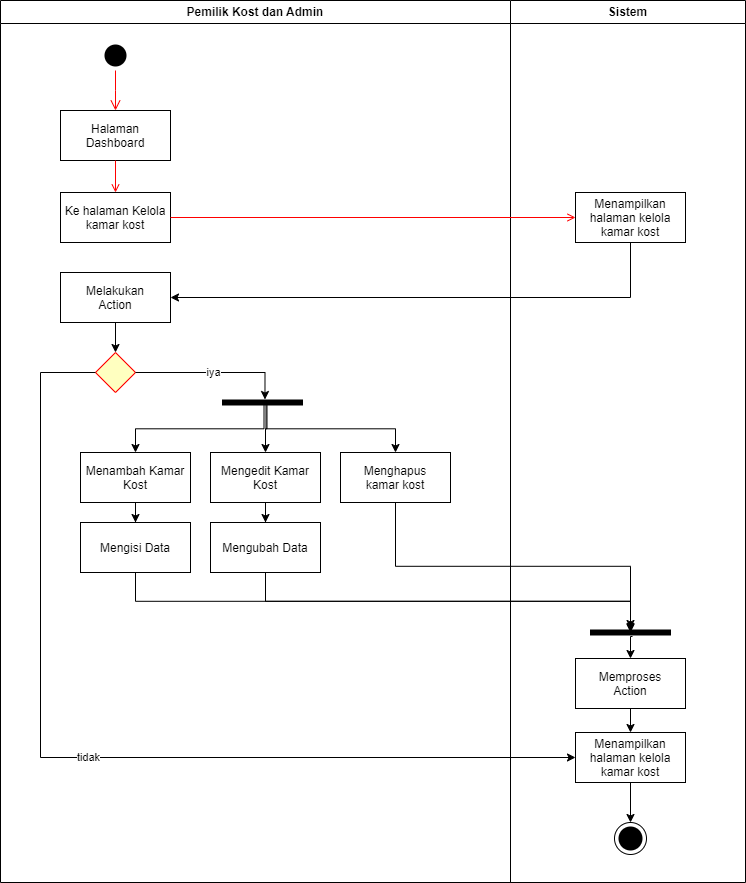 Pemilik Kost dan Admin
Sistem
Halaman
Dashboard
Ke halaman Kelola
kamar kost
Menampilkan
halaman kelola
kamar kost
Melakukan
Action
iya
Menambah Kamar
Kost
Mengedit Kamar
Kost
Menghapus
kamar kost
Mengisi Data
Mengubah Data
Memproses
Action
tidak
Menampilkan
halaman kelola
kamar kost